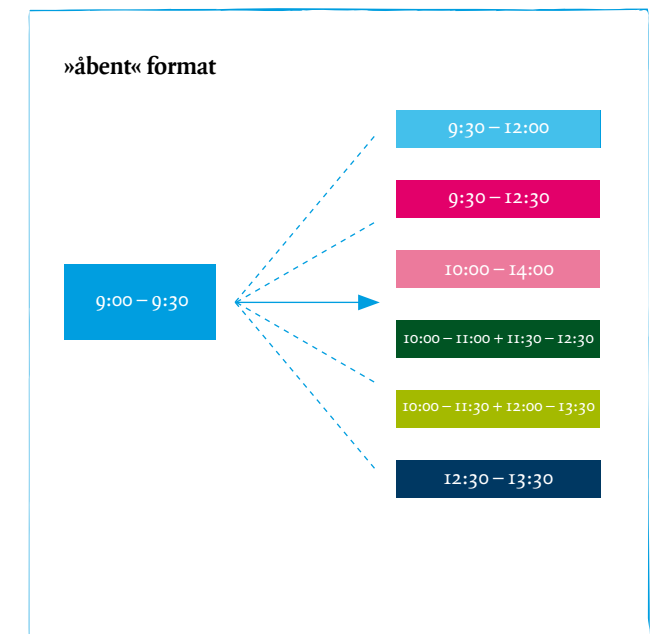 »åbent« format
9:30 – 12:00
9:30 – 12:30
10:00 – 14:00
9:00 – 9:30
10:00 – 11:00 + 11:30 – 12:30
10:00 – 11:30 + 12:00 – 13:30
12:30 – 13:30